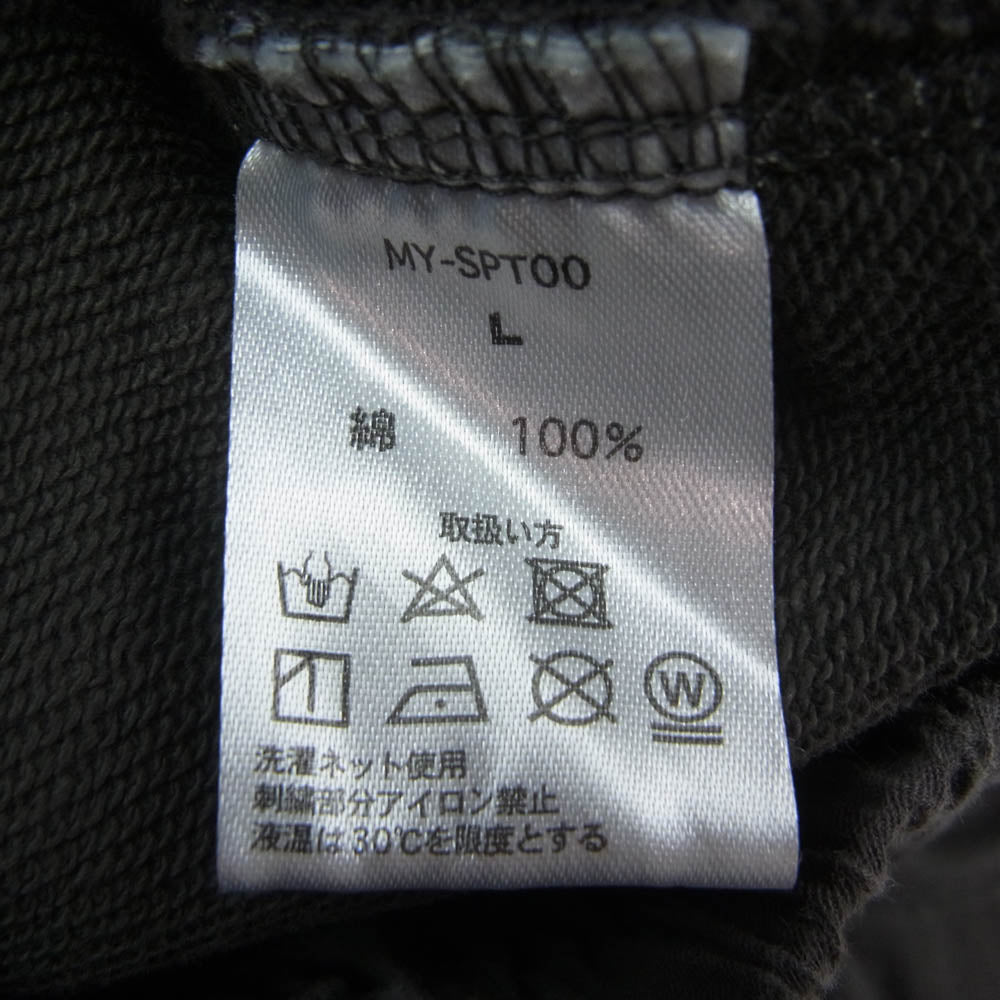 MY-SPT00
L
綿 100%
取扱い方
W
洗濯ネット使用
刺繍部分アイロン禁止
液温は30℃を限度とする